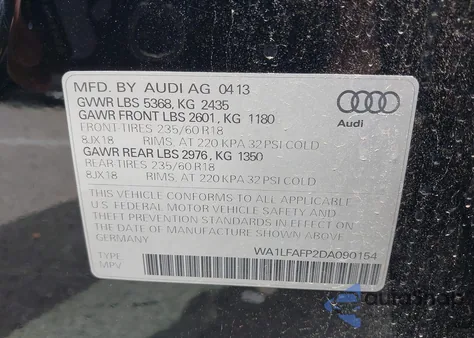 MFD. BY AUDI AG 04 13
GVWR LBS 5368, KG 2435
GAWR FRONT LBS 2601, KG 1180
FRONT-TIRES 235/60 R18
8JX18 RIMS, AT 220 KPA 32 PSI COLD
GAWR REAR LBS 2976, KG 1350
REAR-TIRES 235/60 R18
8JX18 RIMS, AT 220 KPA 32 PSI COLD
THIS VEHICLE CONFORMS TO ALL APPLICABLE
U.S. FEDERAL MOTOR VEHICLE SAFETY AND
THEFT PREVENTION STANDARDS IN EFFECT ON
THE DATE OF MANUFACTURE SHOWN ABOVE
GERMANY
TYPE:
MPV
WA1LFAFP2DA090154
Audi
autoshop